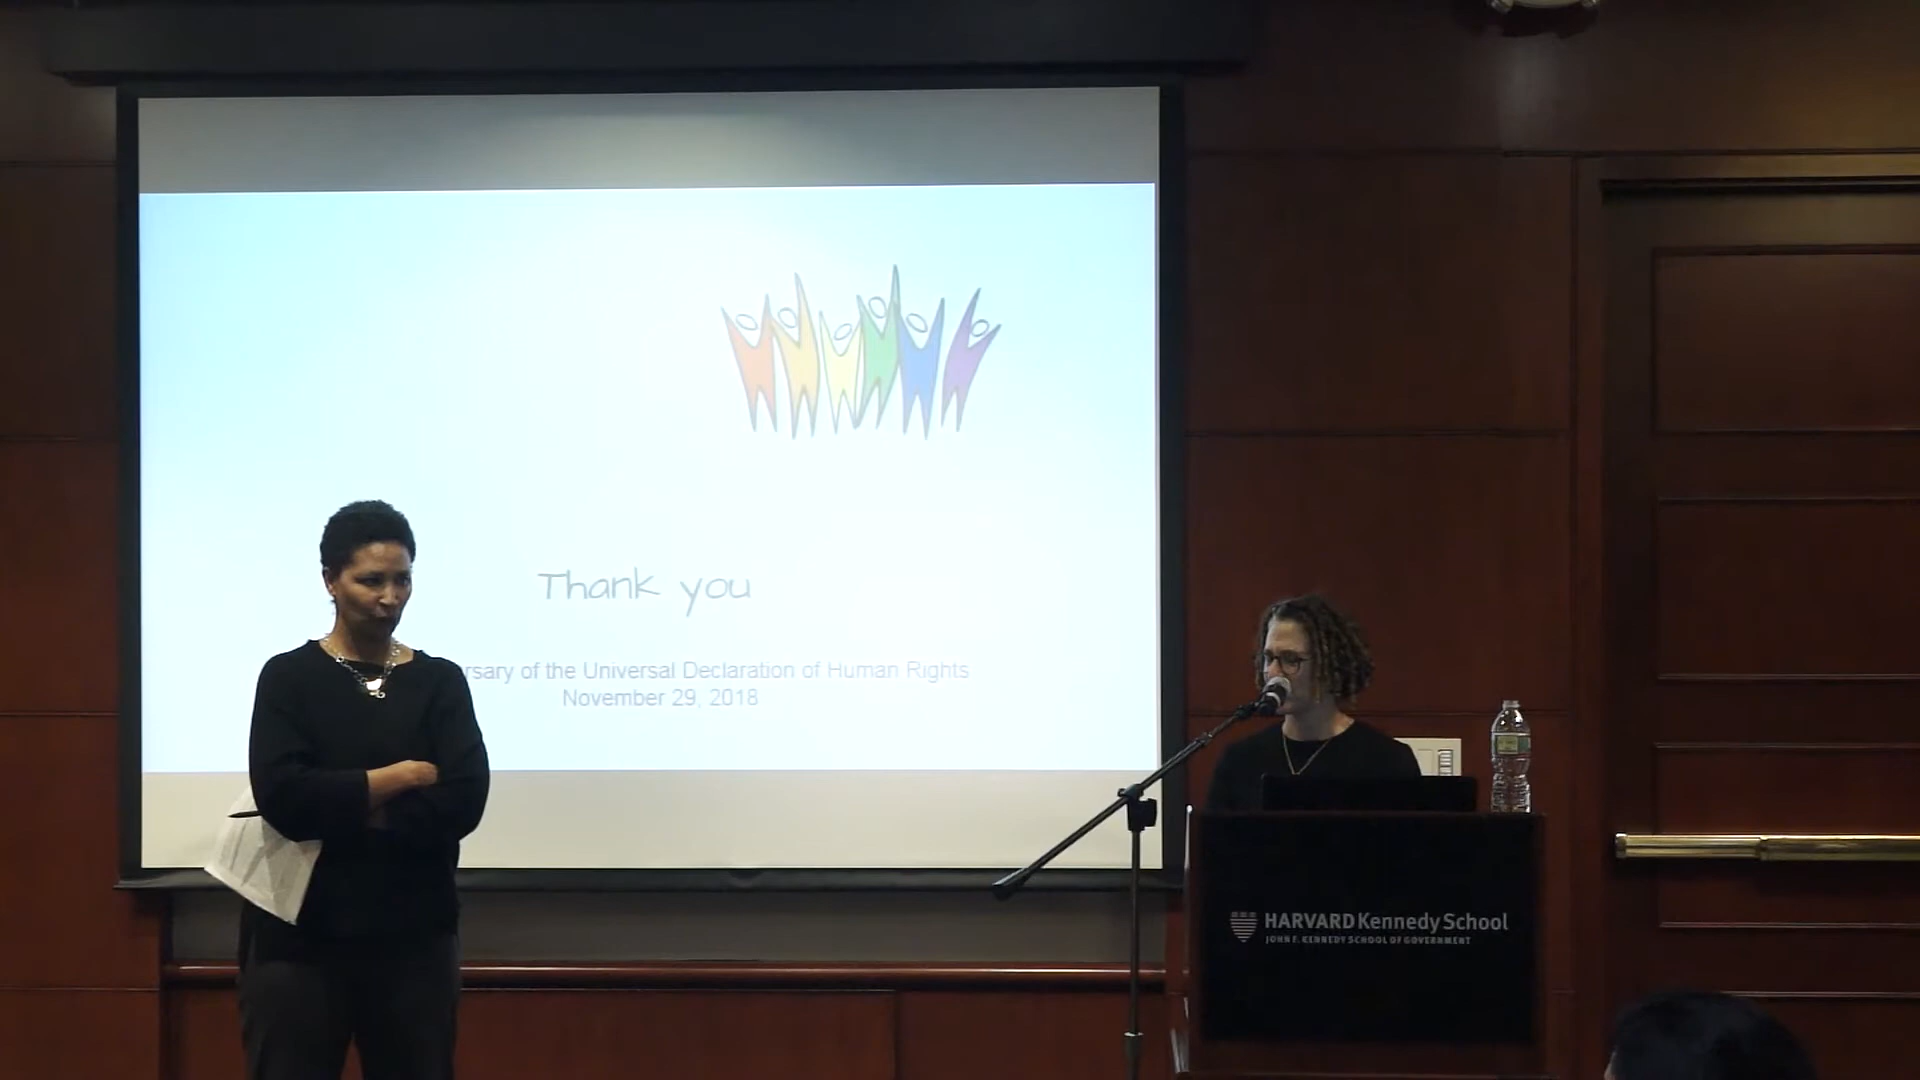 Thank you
rsary of the Universal Declaration of Human Rights
November 29, 2018
HARVARD Kennedy School
JOHN F. KENNEDY SCHOOL OF GOVERNMENT